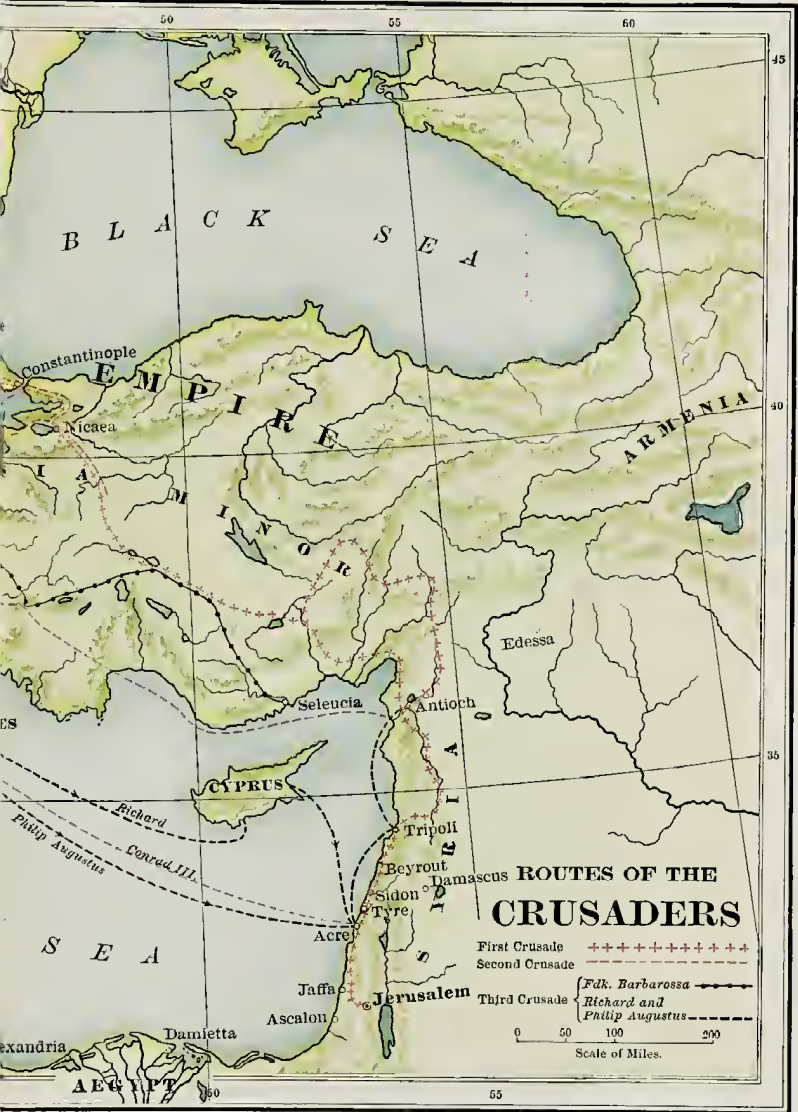 50 55 60
45
BLACK SEA
Constantinople
EMPIRE
40
Nicaea
ARMENIA
IA MINOR
Edessa
Seleucia
Antioch
ES
35
SYRIA
CYPRUS
Richard
Tripoli
Philip Augustus
Conrad III.
Beyrout
Damascus
Sidon
Tyre
Acre
SEA
Jaffa
Jerusalem
Ascalon
exandria
Damietta
AEGYPT
50 55
ROUTES OF THE
CRUSADERS
First Crusade
Second Crusade
Third Crusade
Fdk. Barbarossa
Richard and
Philip Augustus
0 50 100 200
Scale of Miles.